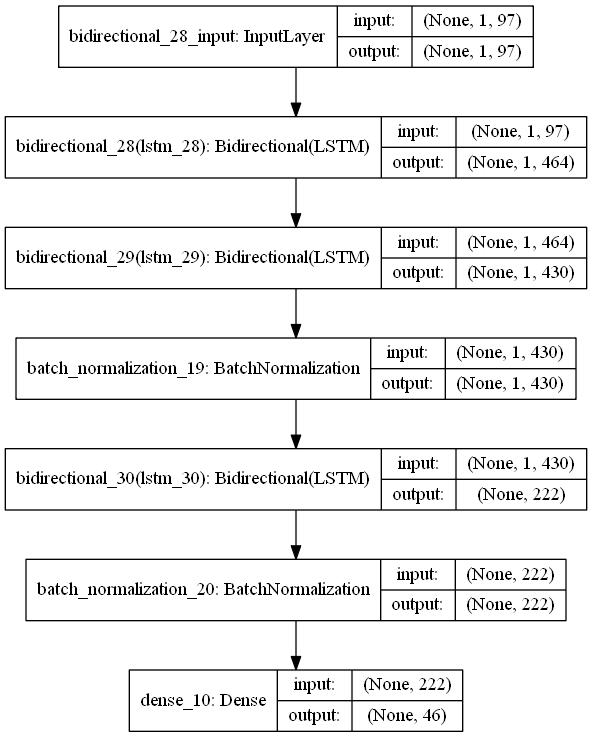 bidirectional_28_input: InputLayer
input:
(None, 1, 97)
output:
(None, 1, 97)
bidirectional_28(lstm_28): Bidirectional(LSTM)
input:
(None, 1, 97)
output:
(None, 1, 464)
bidirectional_29(lstm_29): Bidirectional(LSTM)
input:
(None, 1, 464)
output:
(None, 1, 430)
batch_normalization_19: BatchNormalization
input:
(None, 1, 430)
output:
(None, 1, 430)
bidirectional_30(lstm_30): Bidirectional(LSTM)
input:
(None, 1, 430)
output:
(None, 222)
batch_normalization_20: BatchNormalization
input:
(None, 222)
output:
(None, 222)
dense_10: Dense
input:
(None, 222)
output:
(None, 46)